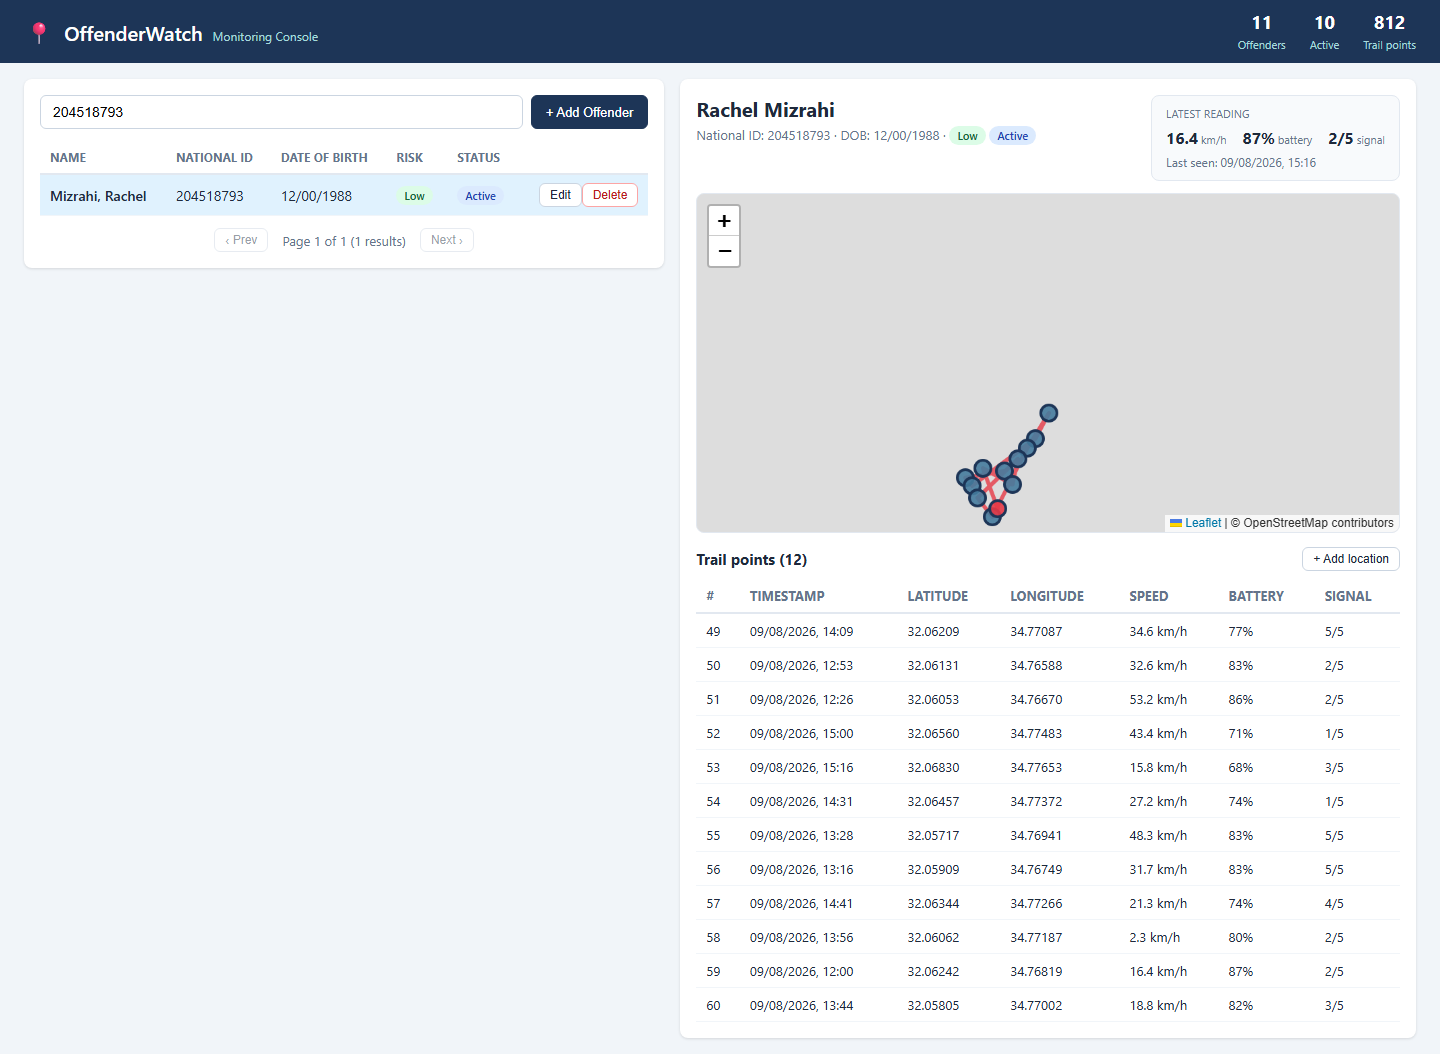 OffenderWatch Monitoring Console
11 10 812
Offenders Active Trail points
204518793 + Add Offender
NAME NATIONAL ID DATE OF BIRTH RISK STATUS
Mizrahi, Rachel 204518793 12/00/1988 Low Active Edit Delete
‹ Prev Page 1 of 1 (1 results) Next ›
Rachel Mizrahi
National ID: 204518793 · DOB: 12/00/1988 · Low Active
LATEST READING
16.4 km/h 87% battery 2/5 signal
Last seen: 09/08/2026, 15:16
+
−
Leaflet | © OpenStreetMap contributors
Trail points (12) + Add location
# TIMESTAMP LATITUDE LONGITUDE SPEED BATTERY SIGNAL
49 09/08/2026, 14:09 32.06209 34.77087 34.6 km/h 77% 5/5
50 09/08/2026, 12:53 32.06131 34.76588 32.6 km/h 83% 2/5
51 09/08/2026, 12:26 32.06053 34.76670 53.2 km/h 86% 2/5
52 09/08/2026, 15:00 32.06560 34.77483 43.4 km/h 71% 1/5
53 09/08/2026, 15:16 32.06830 34.77653 15.8 km/h 68% 3/5
54 09/08/2026, 14:31 32.06457 34.77372 27.2 km/h 74% 1/5
55 09/08/2026, 13:28 32.05717 34.76941 48.3 km/h 83% 5/5
56 09/08/2026, 13:16 32.05909 34.76749 31.7 km/h 83% 5/5
57 09/08/2026, 14:41 32.06344 34.77266 21.3 km/h 74% 4/5
58 09/08/2026, 13:56 32.06062 34.77187 2.3 km/h 80% 2/5
59 09/08/2026, 12:00 32.06242 34.76819 16.4 km/h 87% 2/5
60 09/08/2026, 13:44 32.05805 34.77002 18.8 km/h 82% 3/5